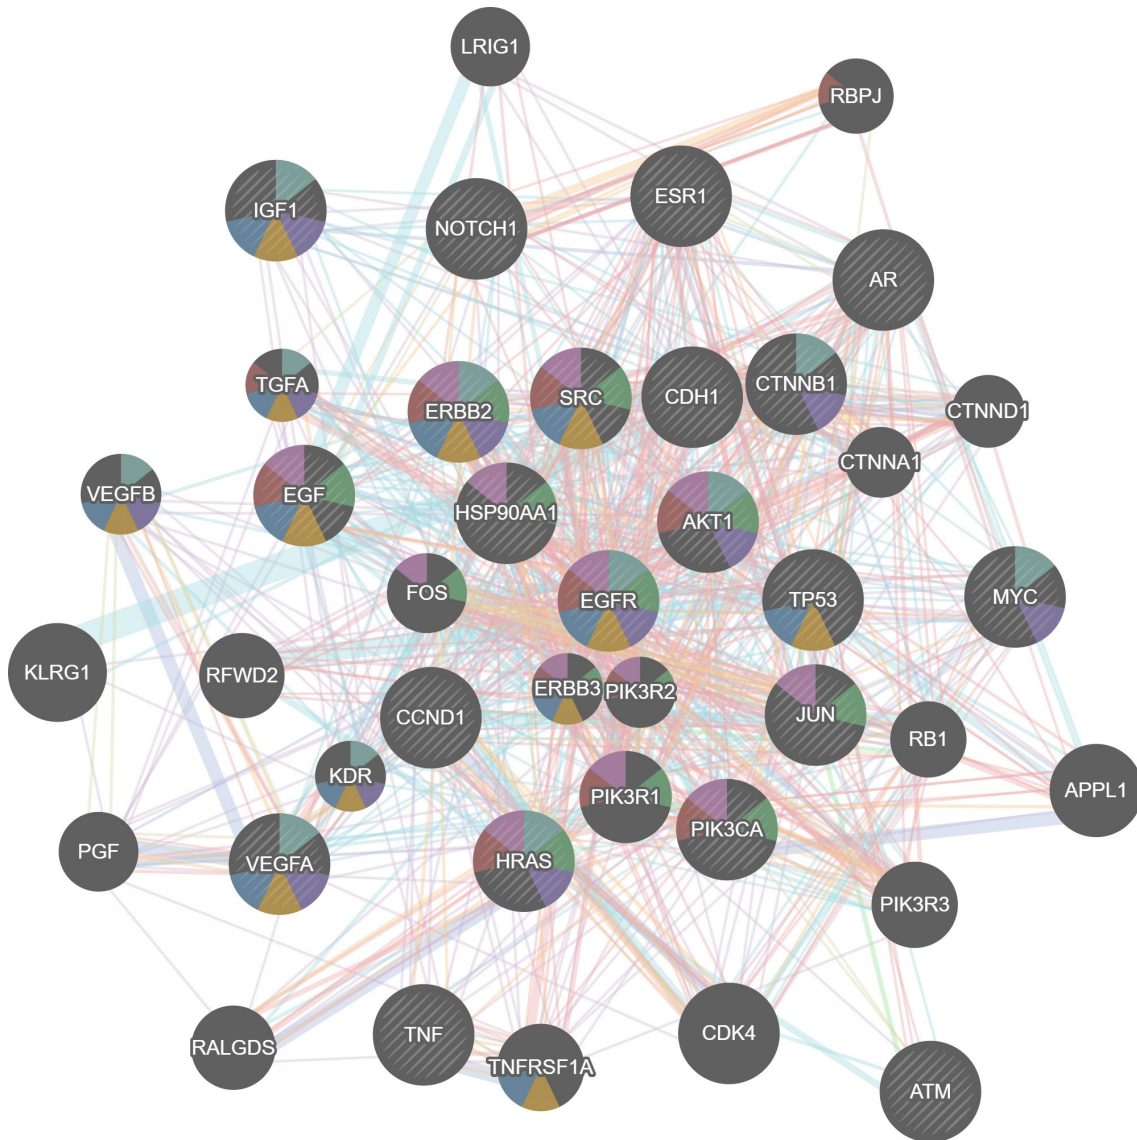 LRIG1
RBPJ
ESR1
IGF1
NOTCH1
AR
TGFA
ERBB2
SRC
CDH1
CTNNB1
CTNND1
CTNNA1
VEGFB
EGF
HSP90AA1
AKT1
FOS
EGFR
TP53
MYC
KLRG1
RFWD2
ERBB3
PIK3R2
CCND1
JUN
RB1
KDR
PIK3R1
PIK3CA
APPL1
PGF
VEGFA
HRAS
PIK3R3
RALGDS
TNF
TNFRSF1A
CDK4
ATM